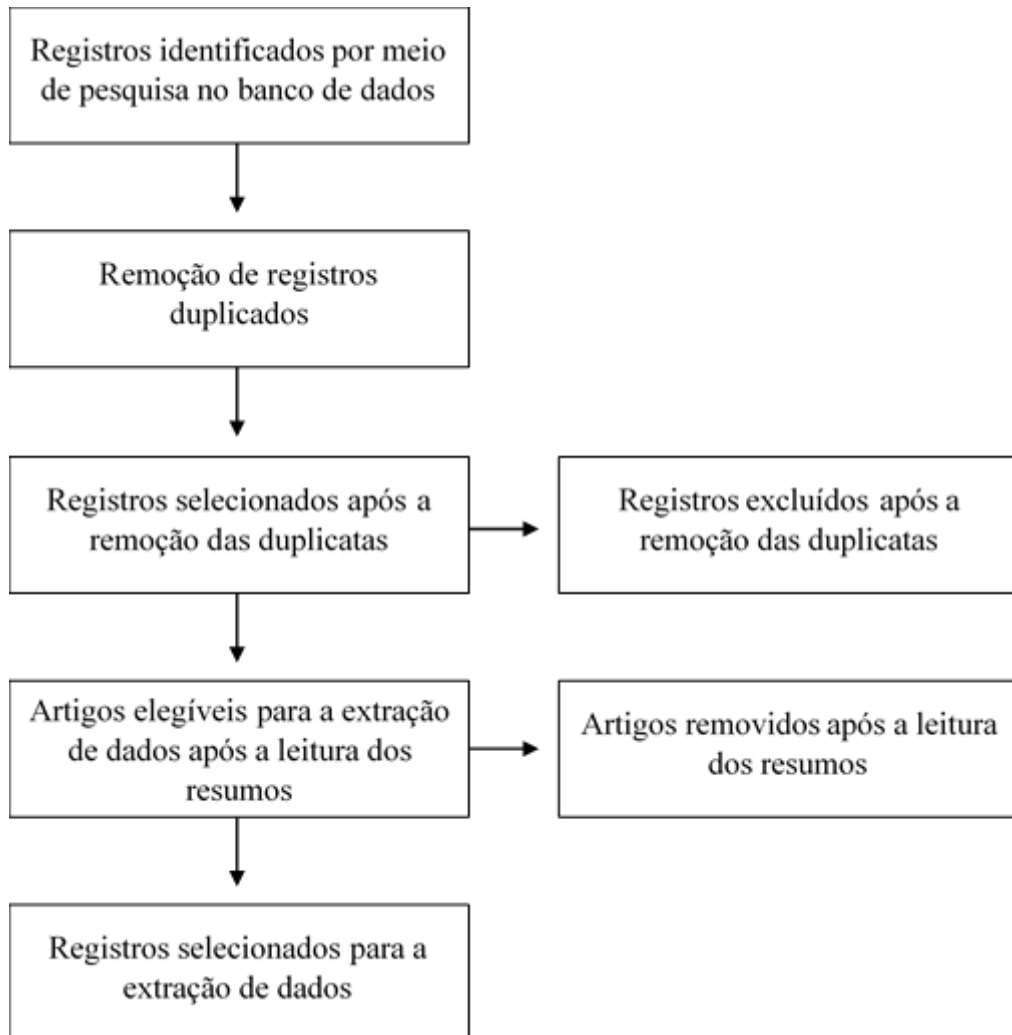 Registros identificados por meio
de pesquisa no banco de dados
Remoção de registros
duplicados
Registros selecionados após a
remoção das duplicatas
Registros excluídos após a
remoção das duplicatas
Artigos elegíveis para a extração
de dados após a leitura dos
resumos
Artigos removidos após a leitura
dos resumos
Registros selecionados para a
extração de dados